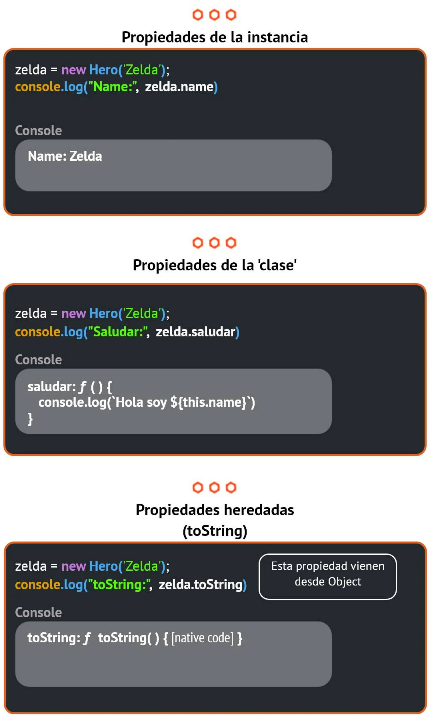 Propiedades de la instancia
zelda = new Hero('Zelda');
console.log("Name:", zelda.name)
Console
Name: Zelda
Propiedades de la 'clase'
zelda = new Hero('Zelda');
console.log("Saludar:", zelda.saludar)
Console
saludar: ƒ ( ) {
console.log(`Hola soy ${this.name}`)
}
Propiedades heredadas
(toString)
zelda = new Hero('Zelda');
console.log("toString:", zelda.toString)
Esta propiedad vienen
desde Object
Console
toString: ƒ toString( ) { [native code] }